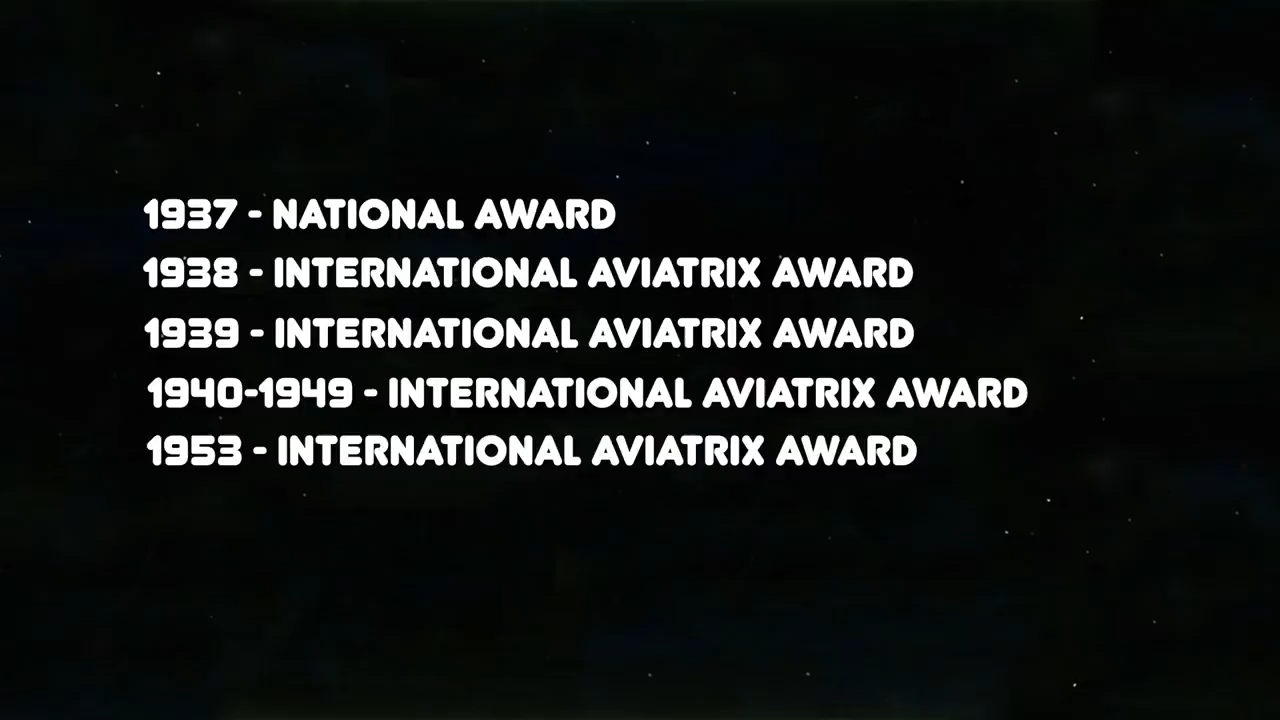 1937 - NATIONAL AWARD
1938 - INTERNATIONAL AVIATRIX AWARD
1939 - INTERNATIONAL AVIATRIX AWARD
1940-1949 - INTERNATIONAL AVIATRIX AWARD
1953 - INTERNATIONAL AVIATRIX AWARD